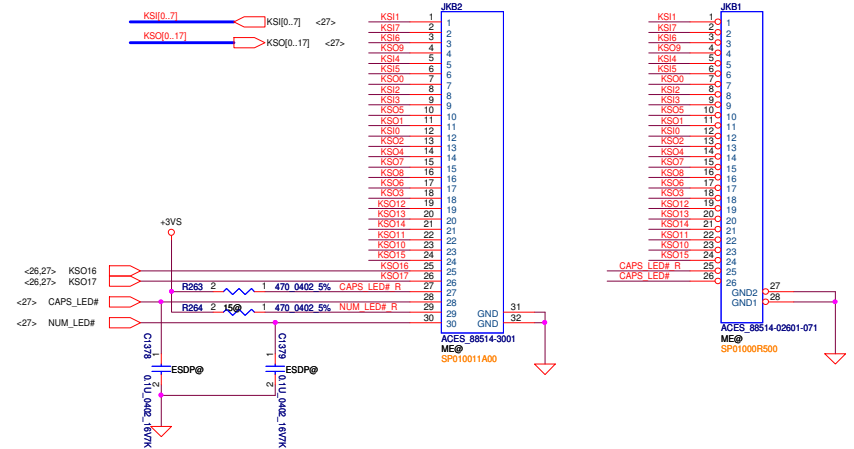 KSI[0..7] KSI[0..7] <27>
KSO[0..17] KSO[0..17] <27>
JKB2
KSI1 1 1
KSI7 2 2
KSI6 3 3
KSO9 4 4
KSI4 5 5
KSI5 6 6
KSO0 7 7
KSI2 8 8
KSI3 9 9
KSO5 10 10
KSO1 11 11
KSI0 12 12
KSO2 13 13
KSO4 14 14
KSO7 15 15
KSO8 16 16
KSO6 17 17
KSO3 18 18
KSO12 19 19
KSO13 20 20
KSO14 21 21
KSO11 22 22
KSO10 23 23
KSO15 24 24
<26,27> KSO16 KSO16 25 25
<26,27> KSO17 KSO17 26 26
+3VS
R263 2 1 470_0402_5% CAPS_LED#_R 27 27
<27> CAPS_LED# 28 28
R264 2 15@ 1 470_0402_5% NUM_LED#_R 29 29
<27> NUM_LED# 30 30
GND 31
GND 32
ACES_88514-3001
ME@
SP010011A00
C1378 1 2 ESDP@
0.1U_0402_16V7K
C1379 1 2 ESDP@
0.1U_0402_16V7K
JKB1
KSI1 1 1
KSI7 2 2
KSI6 3 3
KSO9 4 4
KSI4 5 5
KSI5 6 6
KSO0 7 7
KSI2 8 8
KSI3 9 9
KSO5 10 10
KSO1 11 11
KSI0 12 12
KSO2 13 13
KSO4 14 14
KSO7 15 15
KSO8 16 16
KSO6 17 17
KSO3 18 18
KSO12 19 19
KSO13 20 20
KSO14 21 21
KSO11 22 22
KSO10 23 23
KSO15 24 24
CAPS_LED#_R 25 25
CAPS_LED# 26 26
GND2 27
GND1 28
ACES_88514-02601-071
ME@
SP01000R500